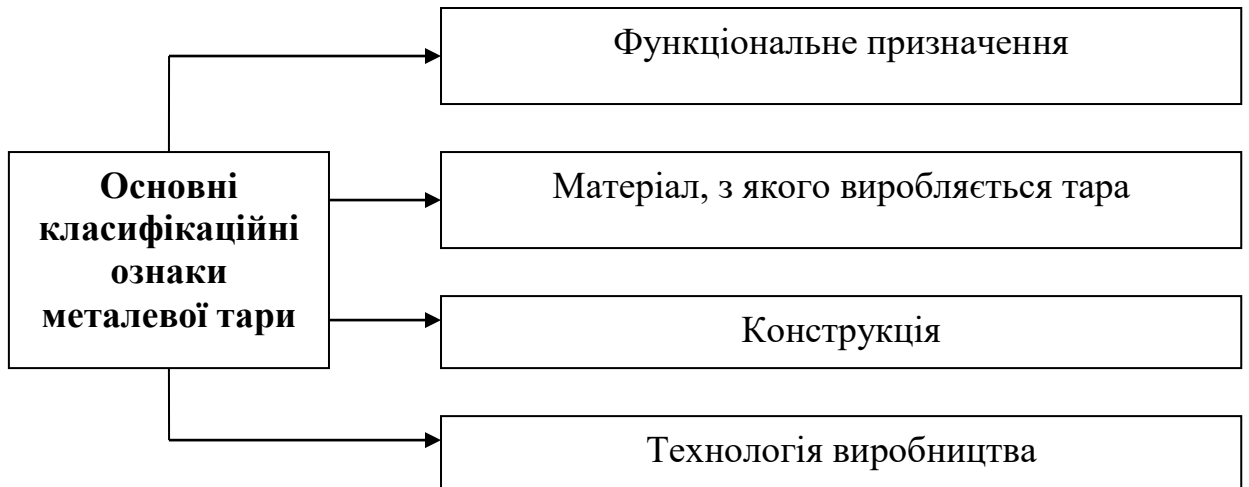 Функціональне призначення
Основні
класифікаційні
ознаки
металевої тари
Матеріал, з якого виробляється тара
Конструкція
Технологія виробництва